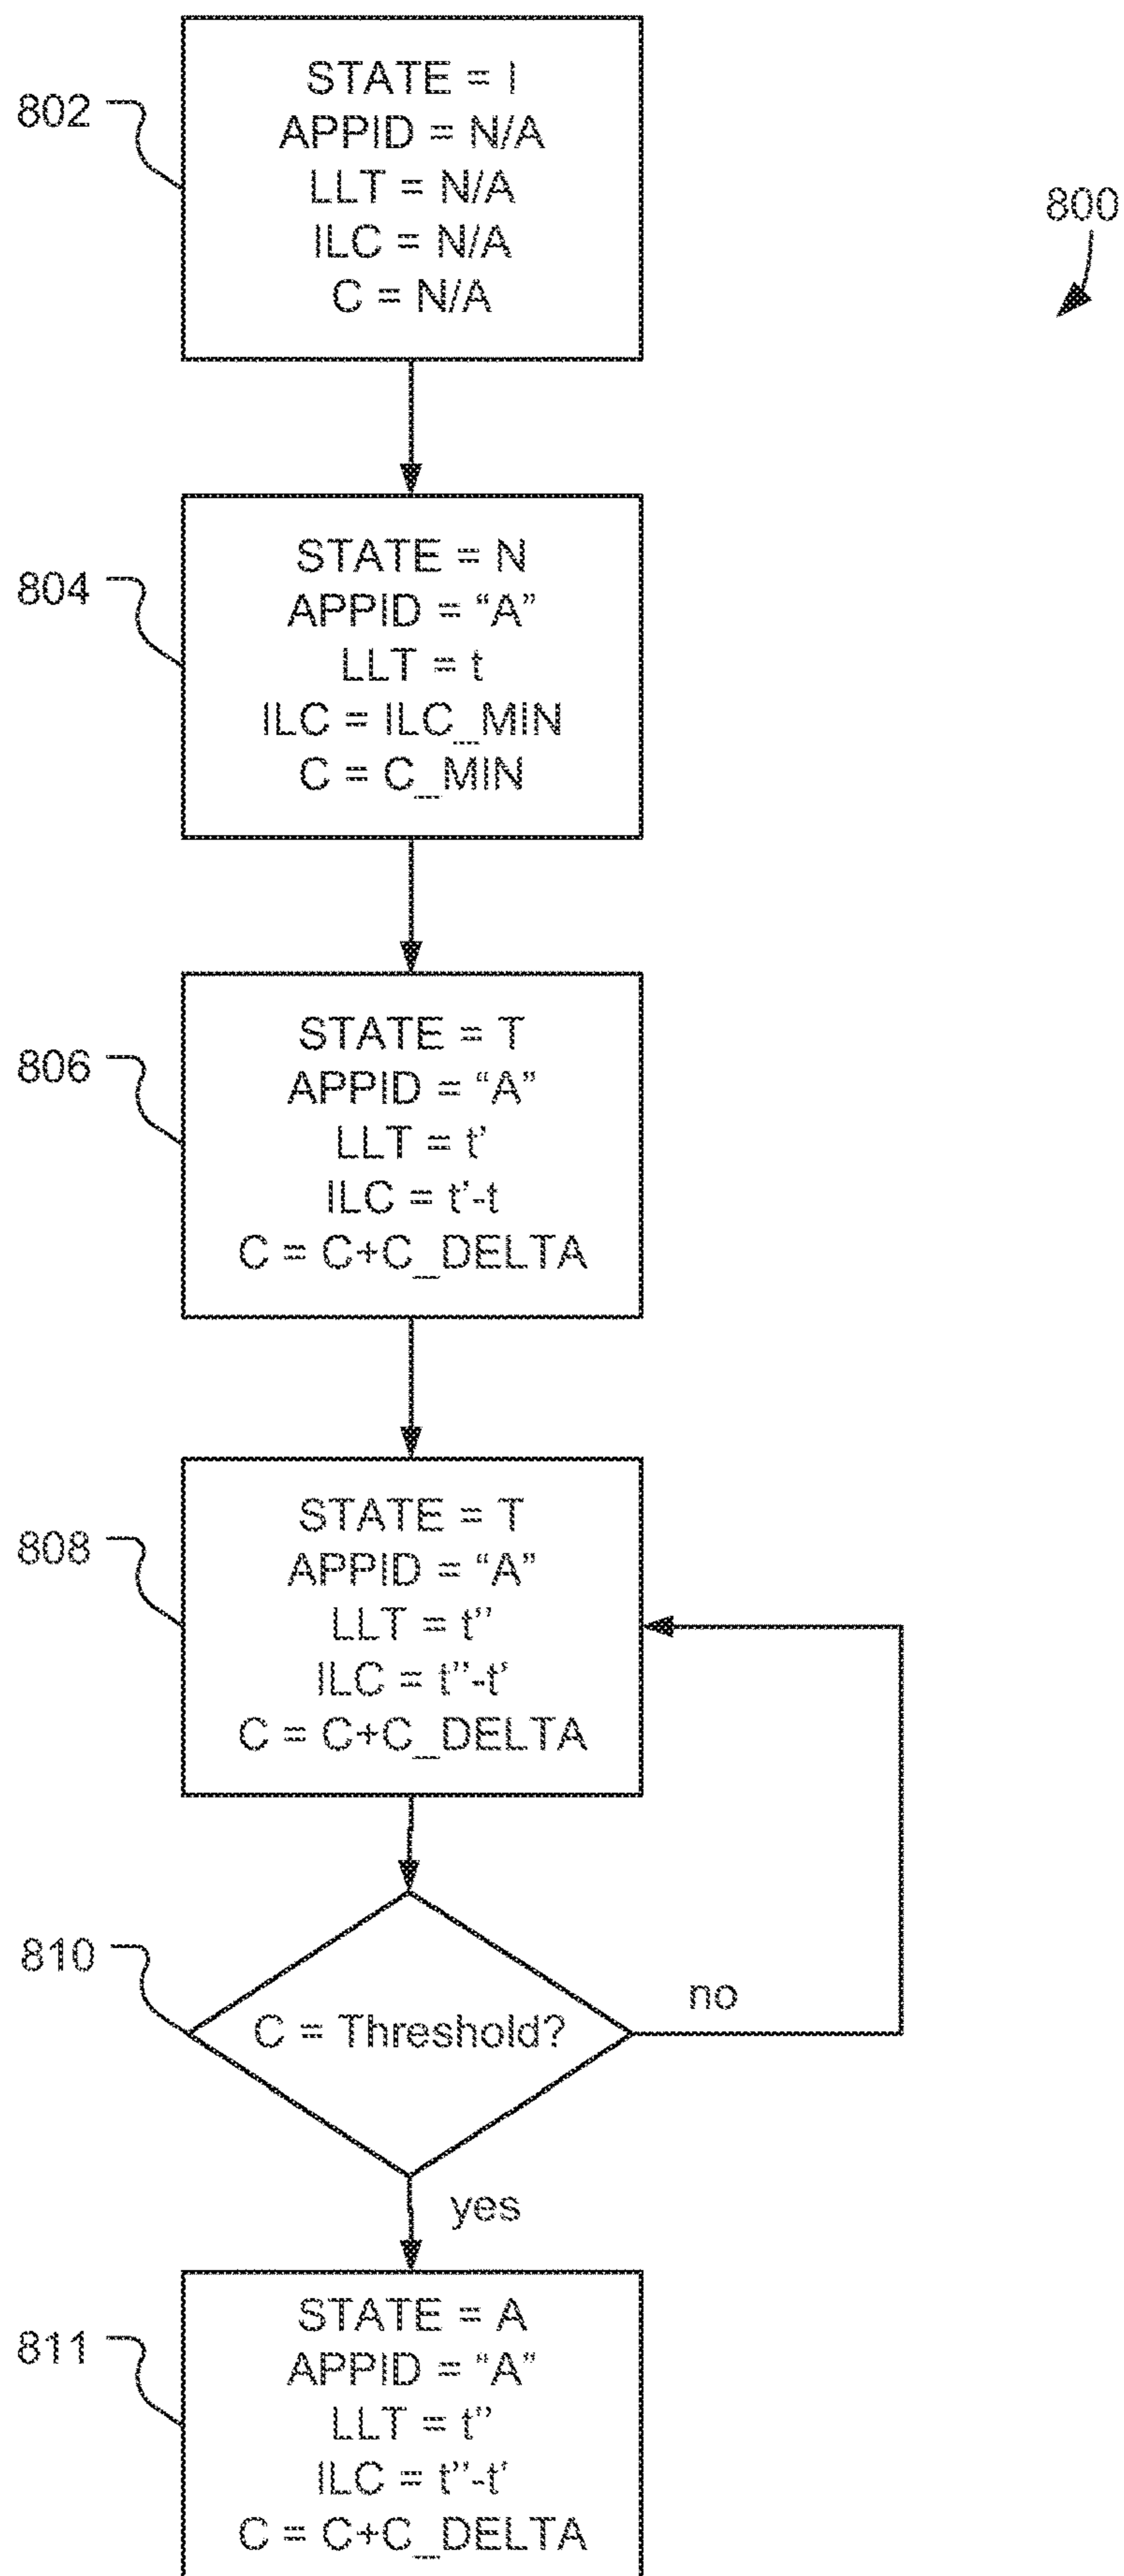 802
STATE = I
APPID = N/A
LLT = N/A
ILC = N/A
C = N/A
800
804
STATE = N
APPID = “A”
LLT = t
ILC = ILC_MIN
C = C_MIN
806
STATE = T
APPID = “A”
LLT = t’
ILC = t’-t
C = C+C_DELTA
808
STATE = T
APPID = “A”
LLT = t’’
ILC = t’’-t’
C = C+C_DELTA
810
C = Threshold?
no
yes
811
STATE = A
APPID = “A”
LLT = t’’
ILC = t’’-t’
C = C+C_DELTA